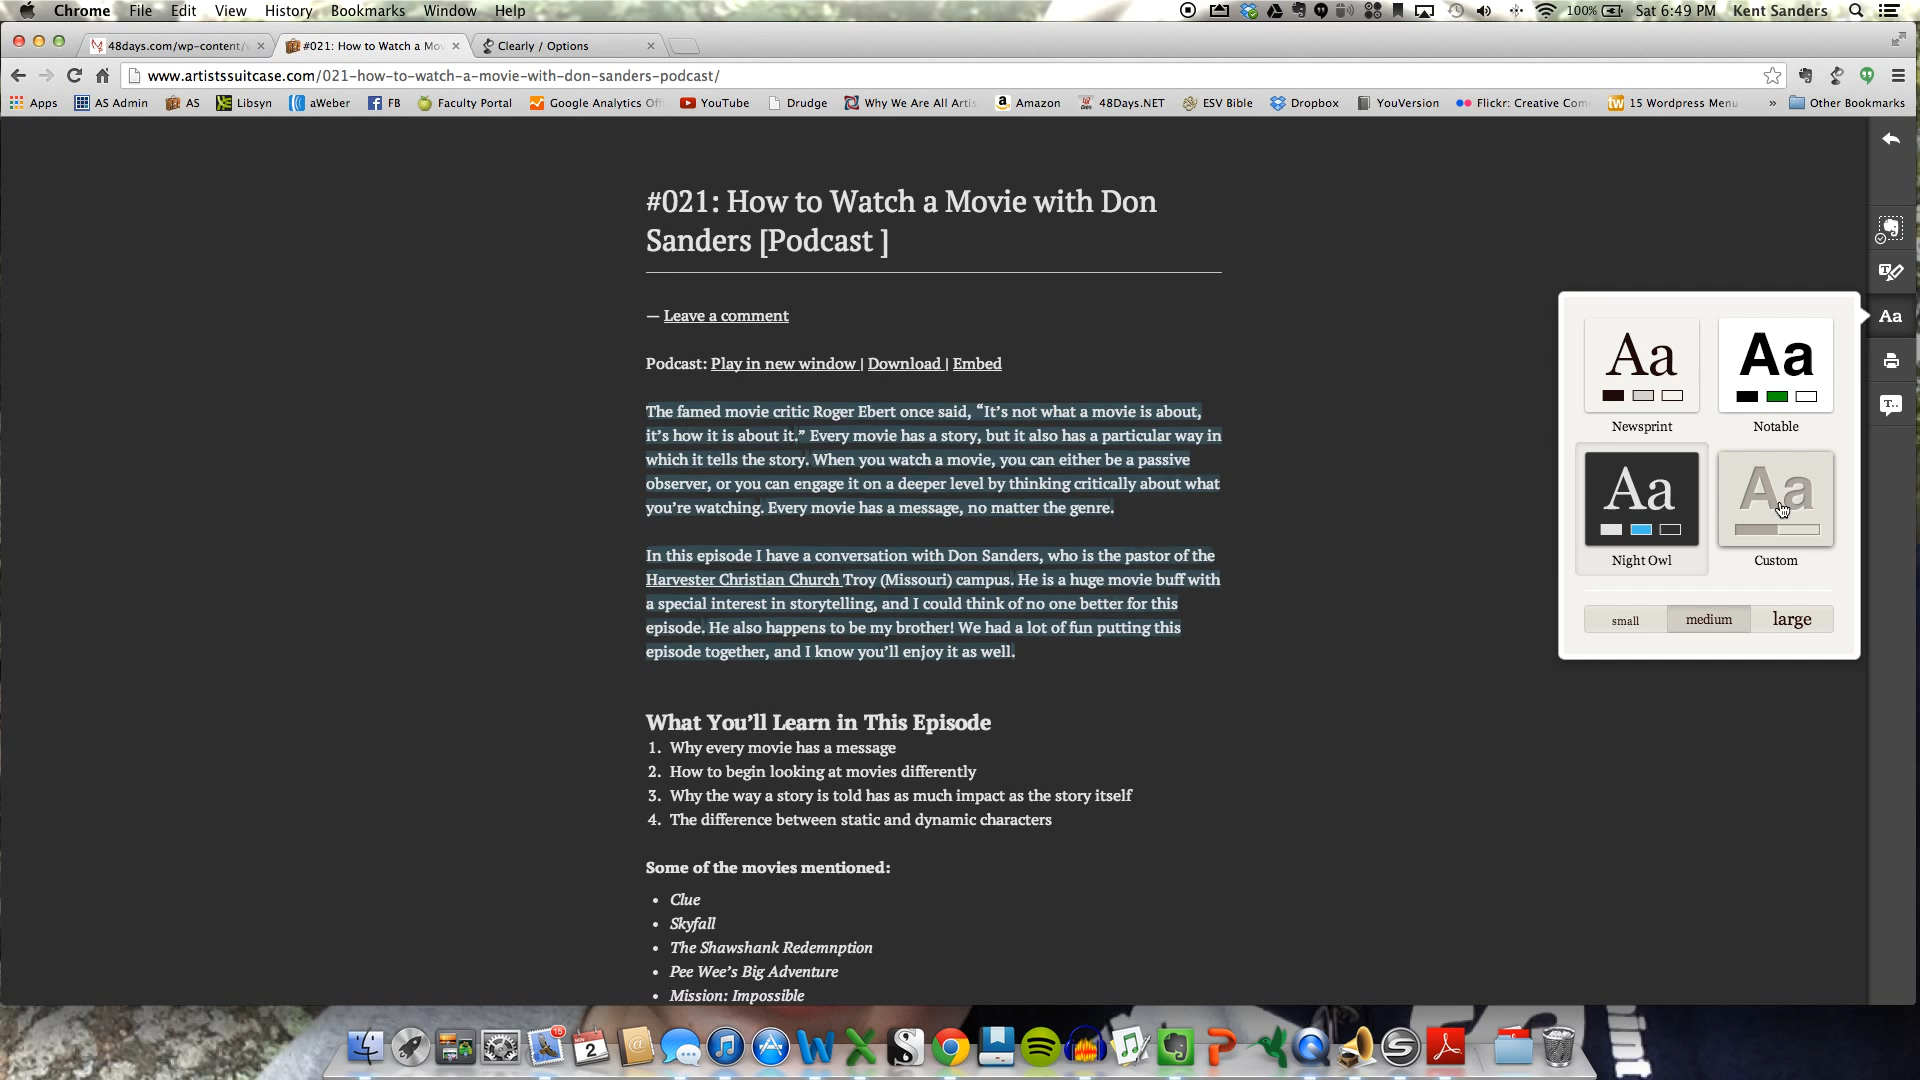 Chrome File Edit View History Bookmarks Window Help 100% Sat 6:49 PM Kent Sanders
48days.com/wp-content/ #021: How to Watch a Mov Clearly / Options
www.artistssuitcase.com/021-how-to-watch-a-movie-with-don-sanders-podcast/
Apps AS Admin AS Libsyn aWeber FB Faculty Portal Google Analytics Off YouTube Drudge Why We Are All Artis Amazon 48Days.NET ESV Bible Dropbox YouVersion Flickr: Creative Com 15 Wordpress Menu » Other Bookmarks
#021: How to Watch a Movie with Don
Sanders [Podcast ]
— Leave a comment
Podcast: Play in new window | Download | Embed
The famed movie critic Roger Ebert once said, “It’s not what a movie is about,
it’s how it is about it.” Every movie has a story, but it also has a particular way in
which it tells the story. When you watch a movie, you can either be a passive
observer, or you can engage it on a deeper level by thinking critically about what
you’re watching. Every movie has a message, no matter the genre.
In this episode I have a conversation with Don Sanders, who is the pastor of the
Harvester Christian Church Troy (Missouri) campus. He is a huge movie buff with
a special interest in storytelling, and I could think of no one better for this
episode. He also happens to be my brother! We had a lot of fun putting this
episode together, and I know you’ll enjoy it as well.
What You’ll Learn in This Episode
1. Why every movie has a message
2. How to begin looking at movies differently
3. Why the way a story is told has as much impact as the story itself
4. The difference between static and dynamic characters
Some of the movies mentioned:
• Clue
• Skyfall
• The Shawshank Redemnption
• Pee Wee’s Big Adventure
• Mission: Impossible
Aa
Aa Aa
Newsprint Notable
Aa Aa
Night Owl Custom
small medium large
T..
15
NOV
2